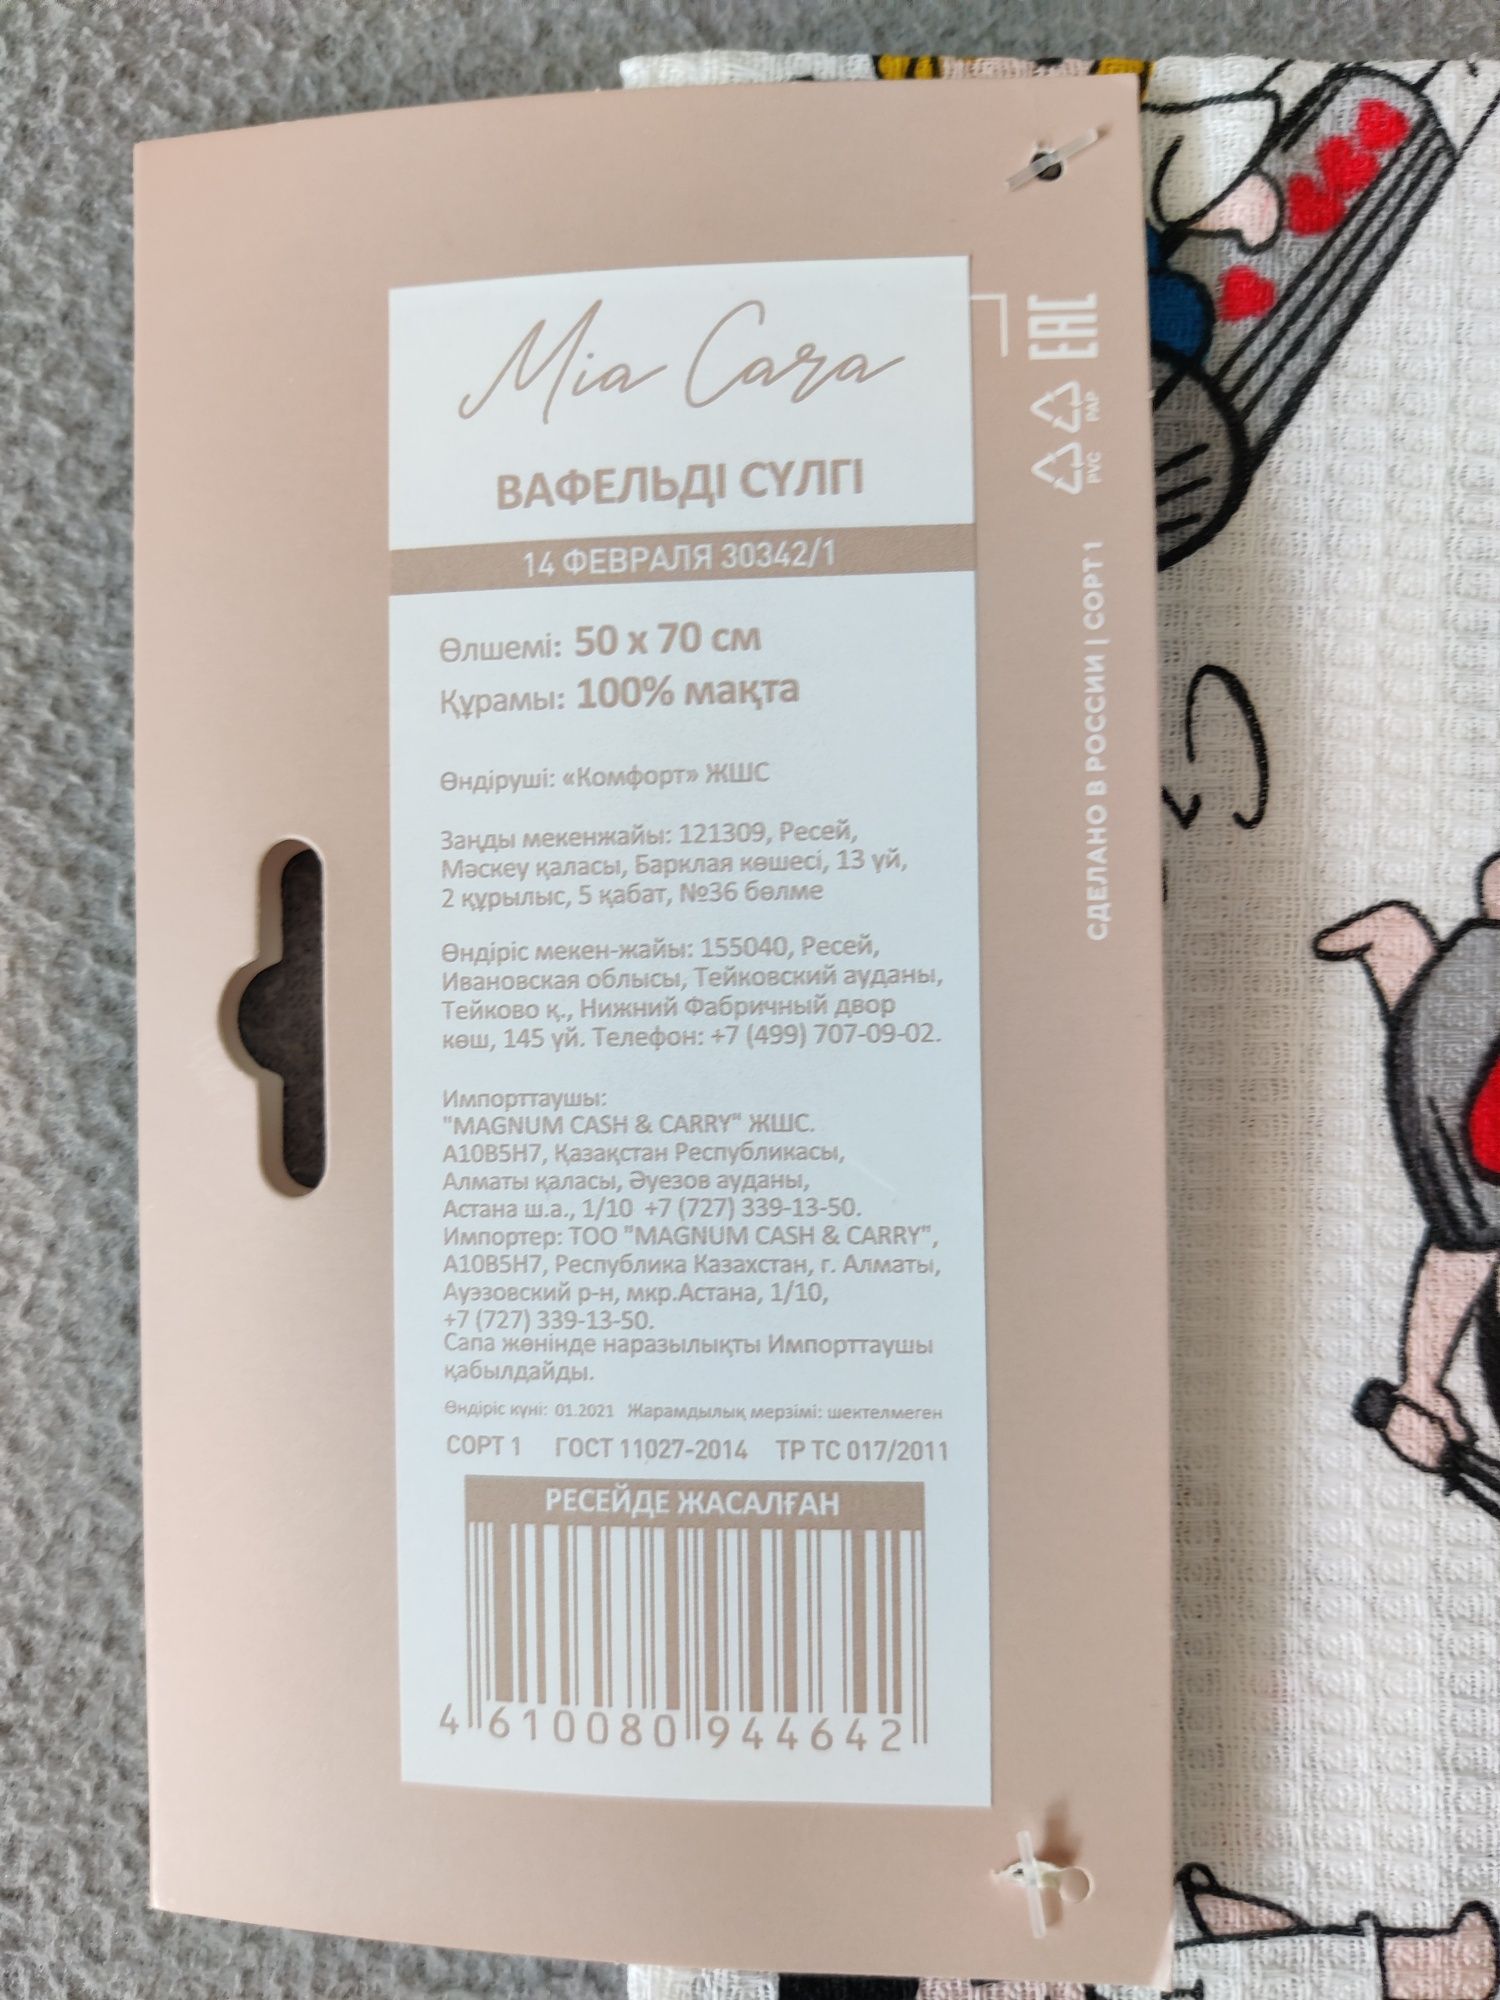 Mia Cara
ВАФЕЛЬДІ СҮЛГІ
14 ФЕВРАЛЯ 30342/1
Өлшемі: 50 х 70 см
Құрамы: 100% мақта
Өндіруші: «Комфорт» ЖШС
Заңды мекенжайы: 121309, Ресей,
Мәскеу қаласы, Барклая көшесі, 13 үй,
2 құрылыс, 5 қабат, №36 бөлме
Өндіріс мекен-жайы: 155040, Ресей,
Ивановская облысы, Тейковский ауданы,
Тейково қ., Нижний Фабричный двор
көш, 145 үй. Телефон: +7 (499) 707-09-02.
Импорттаушы:
"MAGNUM CASH & CARRY" ЖШС.
A10B5H7, Қазақстан Республикасы,
Алматы қаласы, Әуезов ауданы,
Астана ш.а., 1/10 +7 (727) 339-13-50.
Импортер: ТОО "MAGNUM CASH & CARRY",
A10B5H7, Республика Казахстан, г. Алматы,
Ауэзовский р-н, мкр.Астана, 1/10,
+7 (727) 339-13-50.
Сапа жөнінде наразылықты Импорттаушы
қабылдайды.
Өндіріс күні: 01.2021 Жарамдылық мерзімі: шектелмеген
СОРТ 1 ГОСТ 11027-2014 ТР ТС 017/2011
РЕСЕЙДЕ ЖАСАЛҒАН
4 610080 944642
EAC
PAP
PVC
СДЕЛАНО В РОССИИ | СОРТ 1